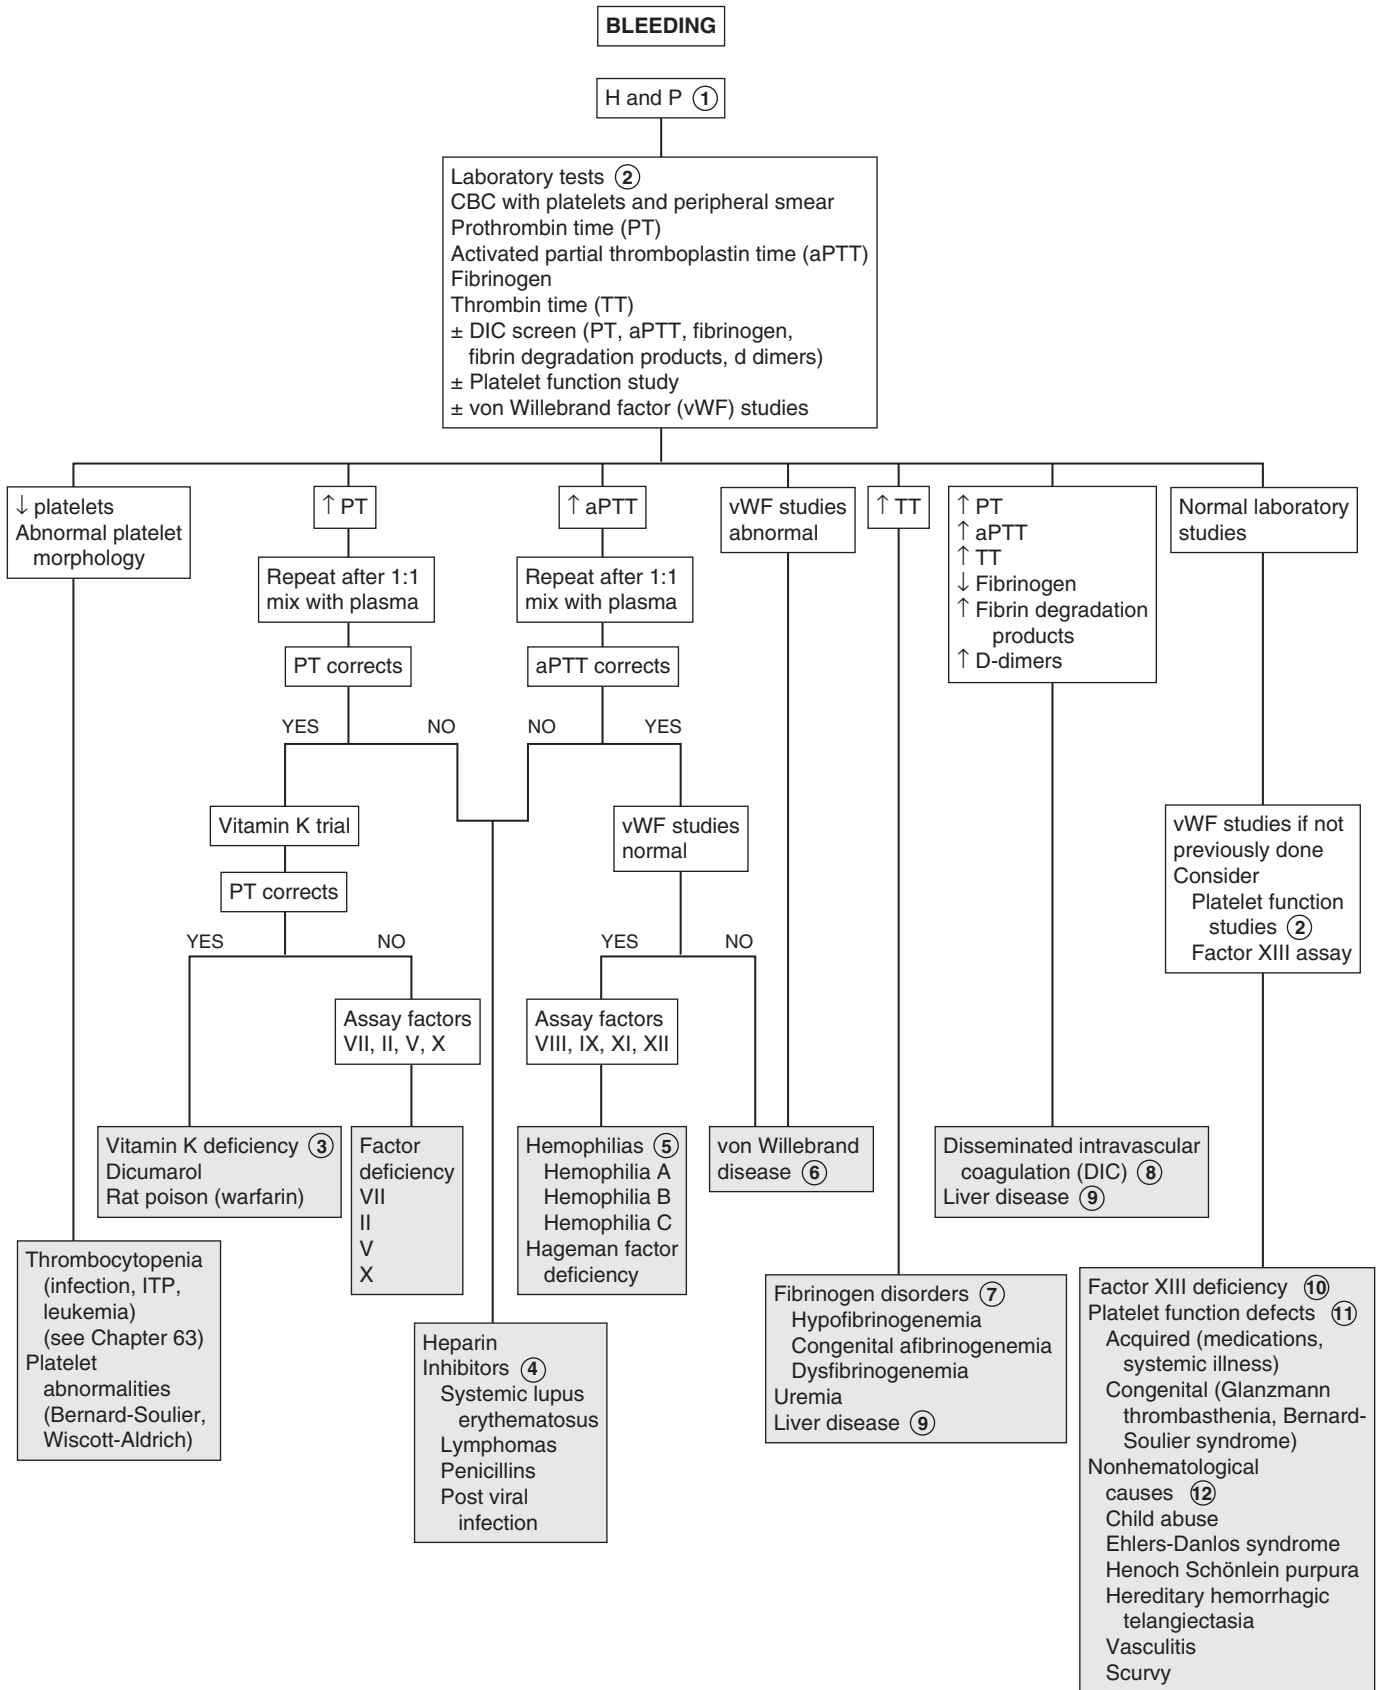 BLEEDING
H and P 1
Laboratory tests 2
CBC with platelets and peripheral smear
Prothrombin time (PT)
Activated partial thromboplastin time (aPTT)
Fibrinogen
Thrombin time (TT)
± DIC screen (PT, aPTT, fibrinogen,
fibrin degradation products, d dimers)
± Platelet function study
± von Willebrand factor (vWF) studies
↓ platelets
Abnormal platelet
morphology
↑ PT
Repeat after 1:1
mix with plasma
PT corrects
YES
NO
Vitamin K trial
PT corrects
YES
NO
Assay factors
VII, II, V, X
↑ aPTT
Repeat after 1:1
mix with plasma
aPTT corrects
NO
YES
vWF studies
normal
YES
NO
Assay factors
VIII, IX, XI, XII
vWF studies
abnormal
↑ TT
↑ PT
↑ aPTT
↑ TT
↓ Fibrinogen
↑ Fibrin degradation
products
↑ D-dimers
Normal laboratory
studies
vWF studies if not
previously done
Consider
Platelet function
studies 2
Factor XIII assay
Thrombocytopenia
(infection, ITP,
leukemia)
(see Chapter 63)
Platelet
abnormalities
(Bernard-Soulier,
Wiscott-Aldrich)
Vitamin K deficiency 3
Dicumarol
Rat poison (warfarin)
Factor
deficiency
VII
II
V
X
Heparin
Inhibitors 4
Systemic lupus
erythematosus
Lymphomas
Penicillins
Post viral
infection
Hemophilias 5
Hemophilia A
Hemophilia B
Hemophilia C
Hageman factor
deficiency
von Willebrand
disease 6
Fibrinogen disorders 7
Hypofibrinogenemia
Congenital afibrinogenemia
Dysfibrinogenemia
Uremia
Liver disease 9
Disseminated intravascular
coagulation (DIC) 8
Liver disease 9
Factor XIII deficiency 10
Platelet function defects 11
Acquired (medications,
systemic illness)
Congenital (Glanzmann
thrombasthenia, Bernard-
Soulier syndrome)
Nonhematological
causes 12
Child abuse
Ehlers-Danlos syndrome
Henoch Schönlein purpura
Hereditary hemorrhagic
telangiectasia
Vasculitis
Scurvy